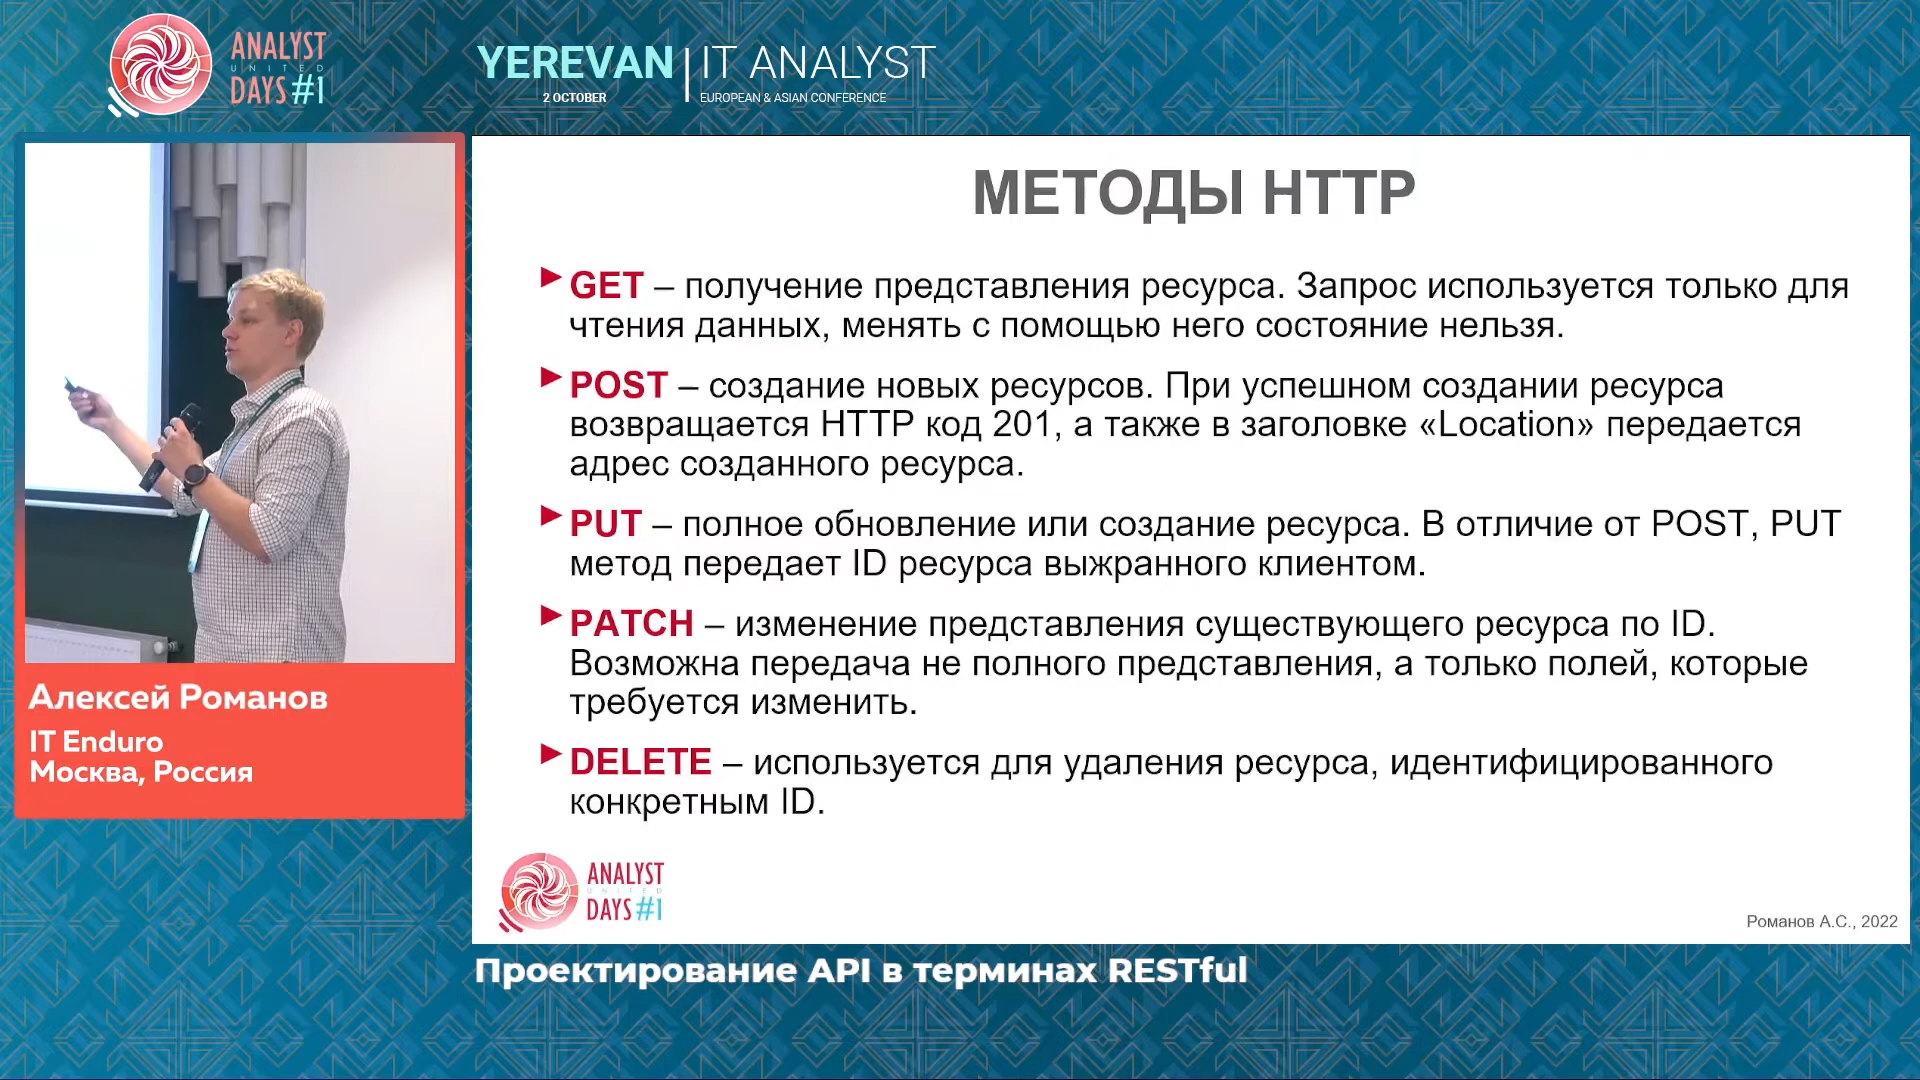 ANALYST
UNITED
DAYS #1
YEREVAN
2 OCTOBER
IT ANALYST
EUROPEAN & ASIAN CONFERENCE
МЕТОДЫ HTTP
GET – получение представления ресурса. Запрос используется только для
чтения данных, менять с помощью него состояние нельзя.
POST – создание новых ресурсов. При успешном создании ресурса
возвращается HTTP код 201, а также в заголовке «Location» передается
адрес созданного ресурса.
PUT – полное обновление или создание ресурса. В отличие от POST, PUT
метод передает ID ресурса выжранного клиентом.
PATCH – изменение представления существующего ресурса по ID.
Возможна передача не полного представления, а только полей, которые
требуется изменить.
DELETE – используется для удаления ресурса, идентифицированного
конкретным ID.
ANALYST
UNITED
DAYS #1
Романов А.С., 2022
Алексей Романов
IT Enduro
Москва, Россия
Проектирование API в терминах RESTful